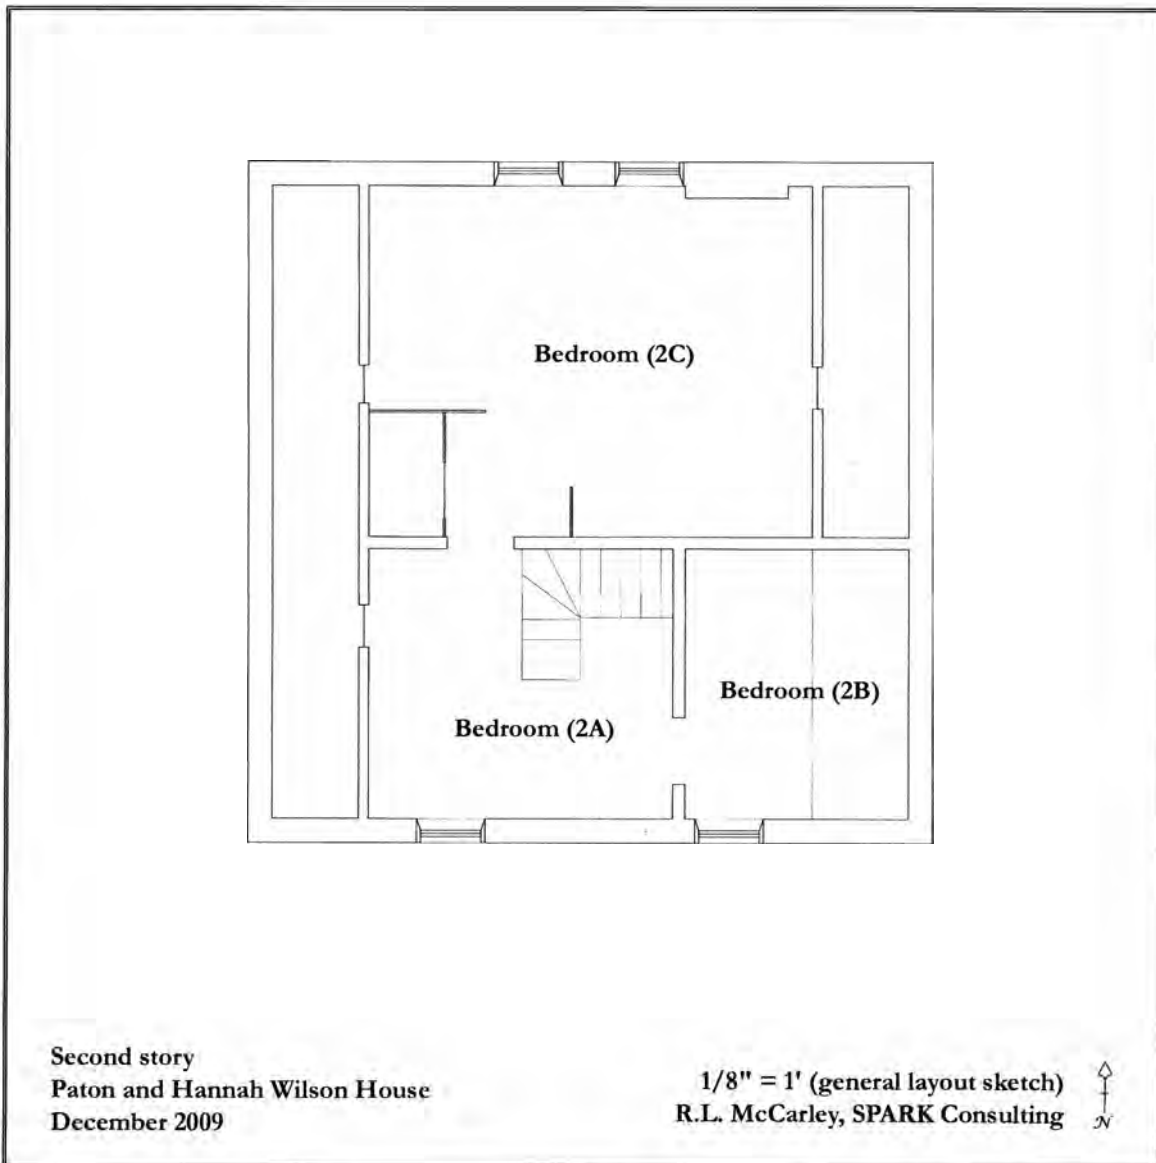 Bedroom (2C)
Bedroom (2B)
Bedroom (2A)
Second story
Paton and Hannah Wilson House
December 2009
1/8" = 1' (general layout sketch)
R.L. McCarley, SPARK Consulting
N